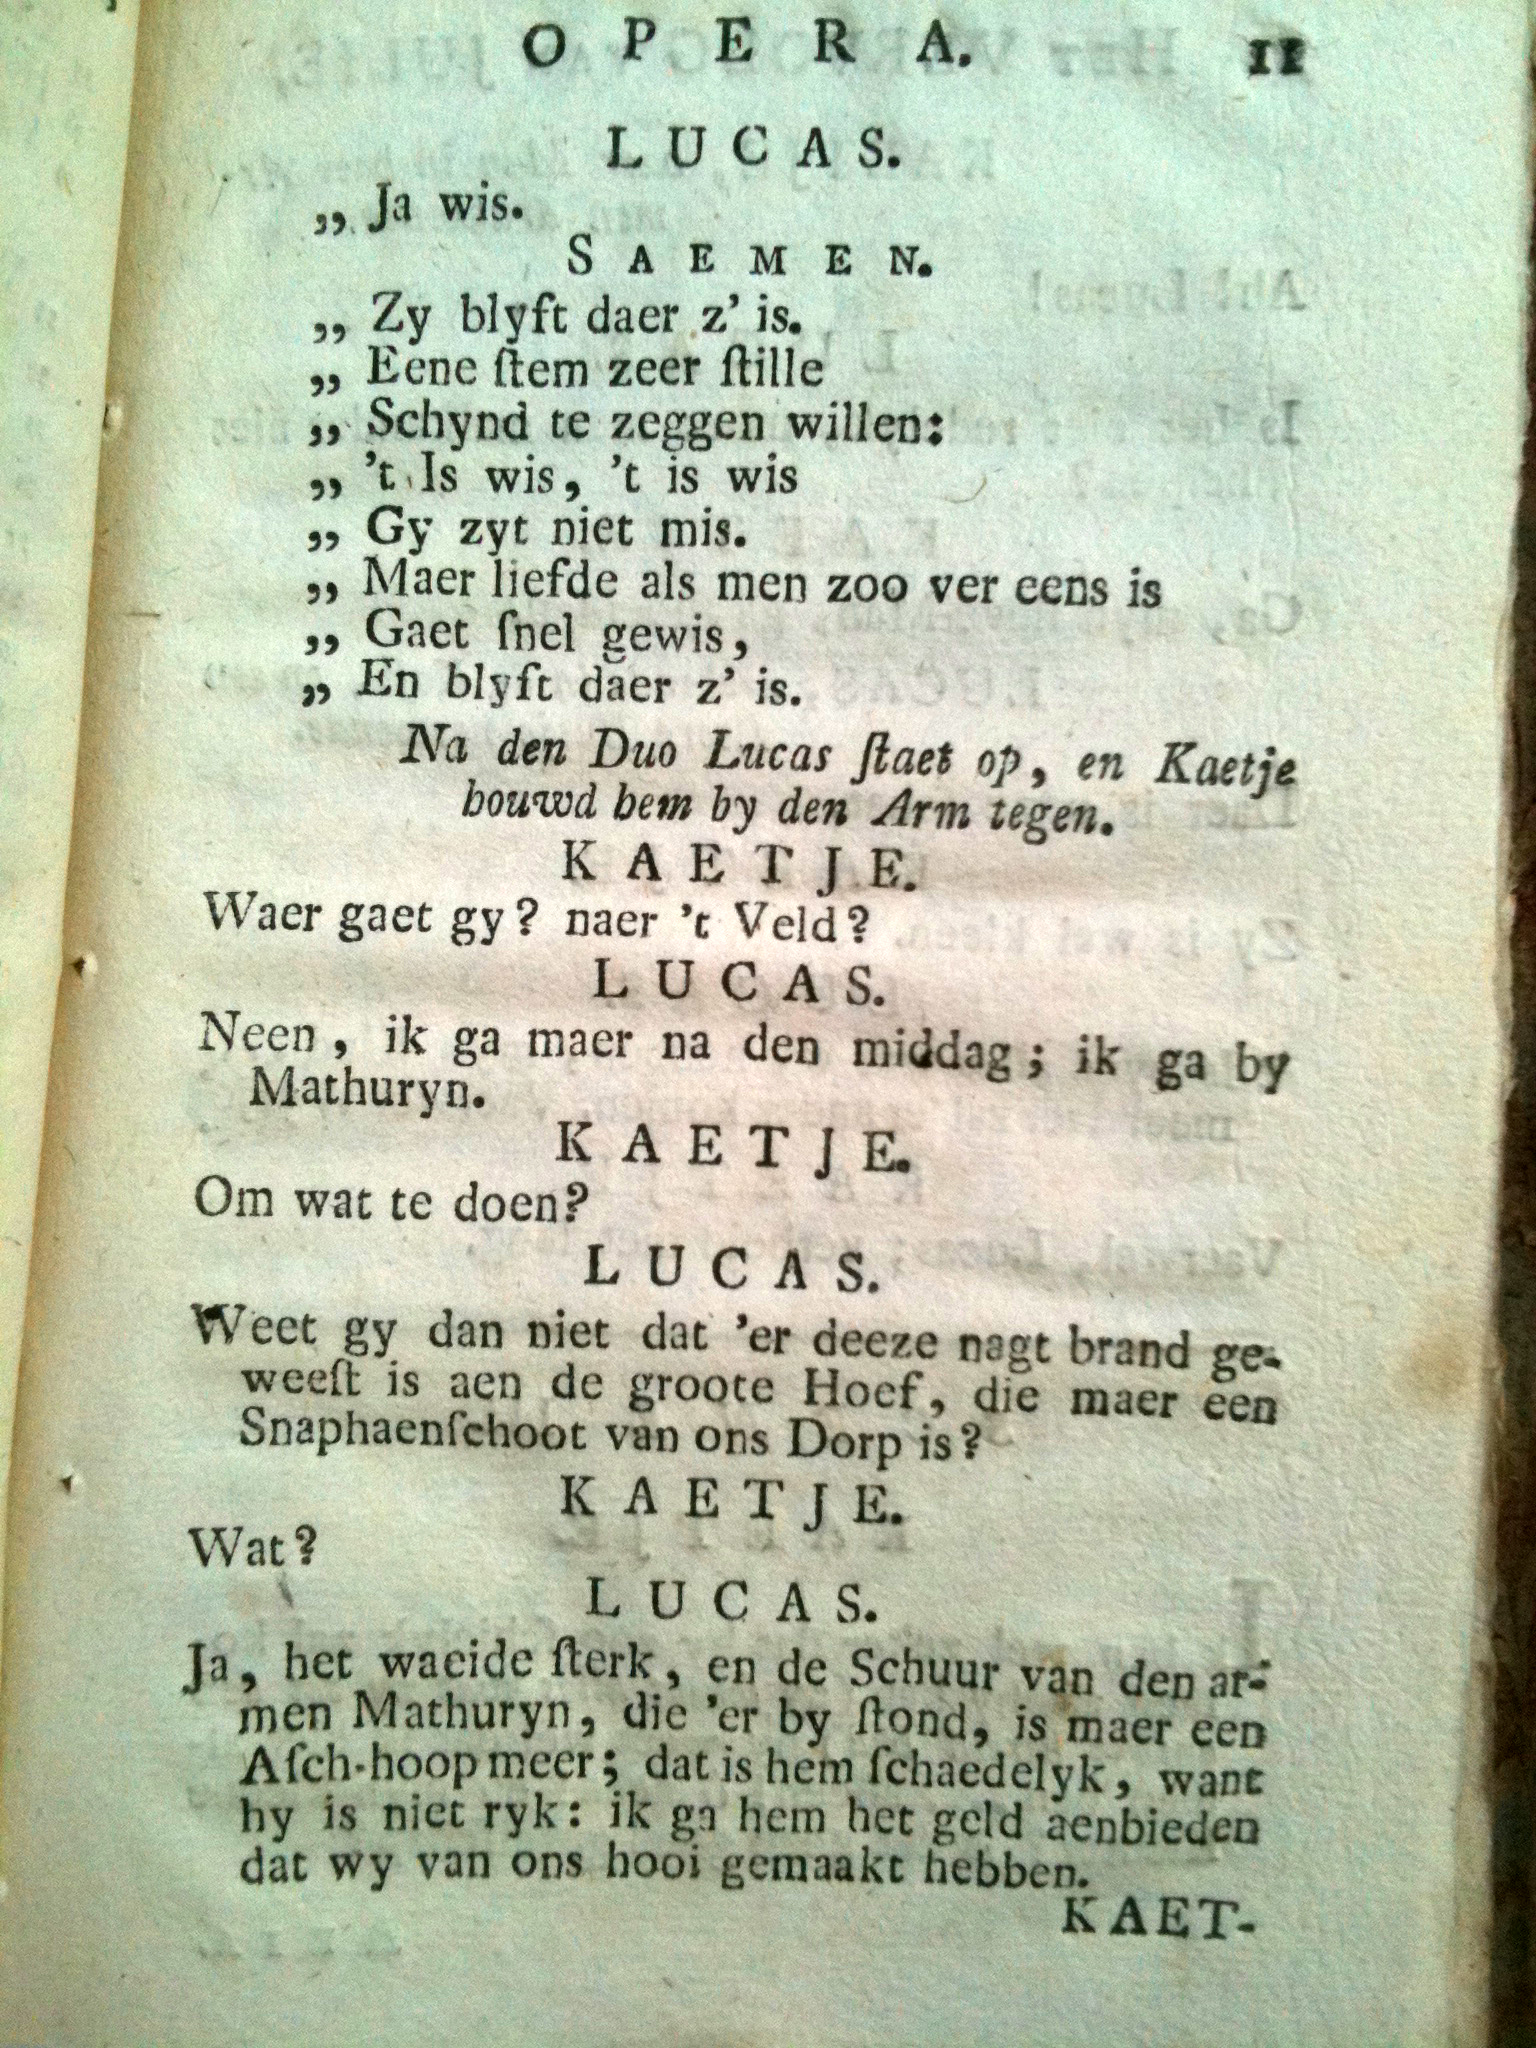 OPERA. 11
LUCAS.
„ Ja wis.
SAEMEN.
„ Zy blyft daer z' is.
„ Eene ſtem zeer ſtille
„ Schynd te zeggen willen:
„ 't Is wis, 't is wis
„ Gy zyt niet mis.
„ Maer liefde als men zoo ver eens is
„ Gaet ſnel gewis,
„ En blyft daer z' is.
Na den Duo Lucas ſtaet op, en Kaetje
houwd hem by den Arm tegen.
KAETJE.
Waer gaet gy? naer 't Veld?
LUCAS.
Neen, ik ga maer na den middag; ik ga by
Mathuryn.
KAETJE.
Om wat te doen?
LUCAS.
Weet gy dan niet dat 'er deeze nagt brand ge-
weeſt is aen de groote Hoef, die maer een
Snaphaenſchoot van ons Dorp is?
KAETJE.
Wat?
LUCAS.
Ja, het waeide ſterk, en de Schuur van den ar-
men Mathuryn, die 'er by ſtond, is maer een
Aſch-hoop meer; dat is hem ſchaedelyk, want
hy is niet ryk: ik ga hem het geld aenbieden
dat wy van ons hooi gemaakt hebben.
KAET-